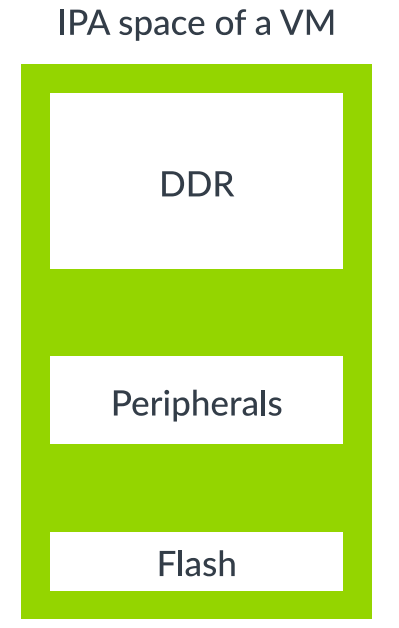 IPA space of a VM
DDR
Peripherals
Flash